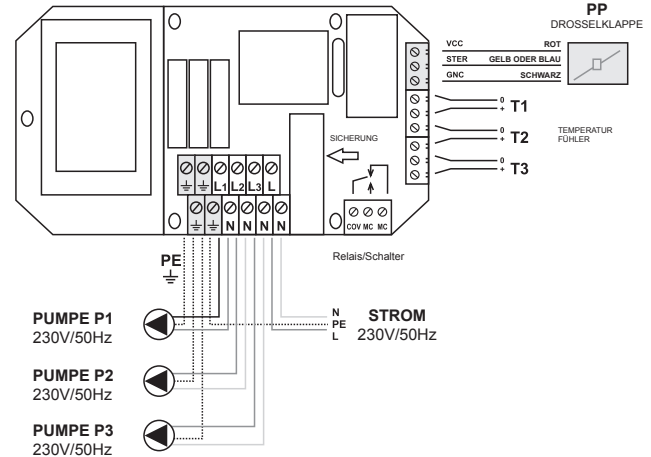 PP
DROSSELKLAPPE
VCC ROT
STER GELB ODER BLAU
GNC SCHWARZ
0 T1
+
0 T2
+
TEMPERATUR
FÜHLER
0 T3
+
SICHERUNG
L1 L2 L3 L
N N N N
COV MC MC
Relais/Schalter
PE
PUMPE P1
230V/50Hz
N
PE
L
STROM
230V/50Hz
PUMPE P2
230V/50Hz
PUMPE P3
230V/50Hz